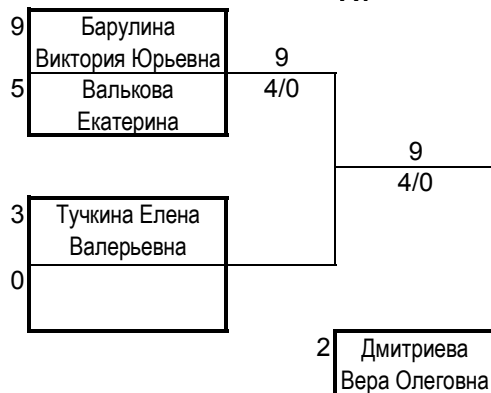 9
Барулина
Виктория Юрьевна
9
5
Валькова
4/0
Екатерина
9
4/0
3
Тучкина Елена
Валерьевна
0
2
Дмитриева
Вера Олеговна